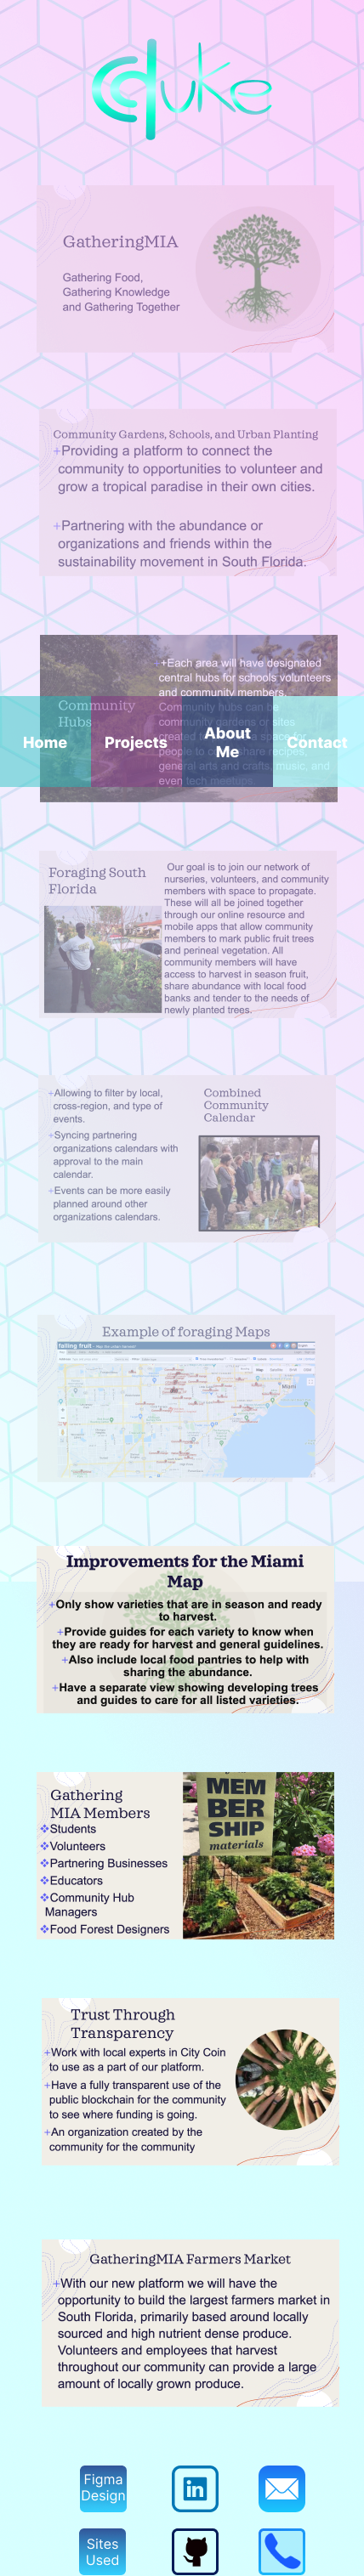 duke
GatheringMIA
Gathering Food,
Gathering Knowledge
and Gathering Together
Community Gardens, Schools, and Urban Planting
+Providing a platform to connect the
community to opportunities to volunteer and
grow a tropical paradise in their own cities.
+Partnering with the abundance or
organizations and friends within the
sustainability movement in South Florida.
+Each area will have designated
central hubs for schools volunteers
and community members.
Community
Hubs
Community hubs can be
community gardens or sites
created
space for
people to share recipes,
general arts and crafts, music, and
even tech meetups.
Home
Projects
About
Me
Contact
Foraging South
Florida
Our goal is to join our network of
nurseries, volunteers, and community
members with space to propagate.
These will all be joined together
through our online resource and
mobile apps that allow community
members to mark public fruit trees
and perineal vegetation. All
community members will have
access to harvest in season fruit,
share abundance with local food
banks and tender to the needs of
newly planted trees.
+Allowing to filter by local,
cross-region, and type of
events.
+Syncing partnering
organizations calendars with
approval to the main
calendar.
+Events can be more easily
planned around other
organizations calendars.
Combined
Community
Calendar
Example of foraging Maps
falling fruit
Miami
Improvements for the Miami
Map
+Only show varieties that are in season and ready
to harvest.
+Provide guides for each variety to know when
they are ready for harvest and general guidelines.
+Also include local food pantries to help with
sharing the abundance.
+Have a separate view showing developing trees
and guides to care for all listed varieties.
Gathering
MIA Members
❖Students
❖Volunteers
❖Partnering Businesses
❖Educators
❖Community Hub
Managers
❖Food Forest Designers
MEM
BER
SHIP
materials
Trust Through
Transparency
+Work with local experts in City Coin
to use as a part of our platform.
+Have a fully transparent use of the
public blockchain for the community
to see where funding is going.
+An organization created by the
community for the community
GatheringMIA Farmers Market
+With our new platform we will have the
opportunity to build the largest farmers market in
South Florida, primarily based around locally
sourced and high nutrient dense produce.
Volunteers and employees that harvest
throughout our community can provide a large
amount of locally grown produce.
Figma
Design
in
Sites
Used